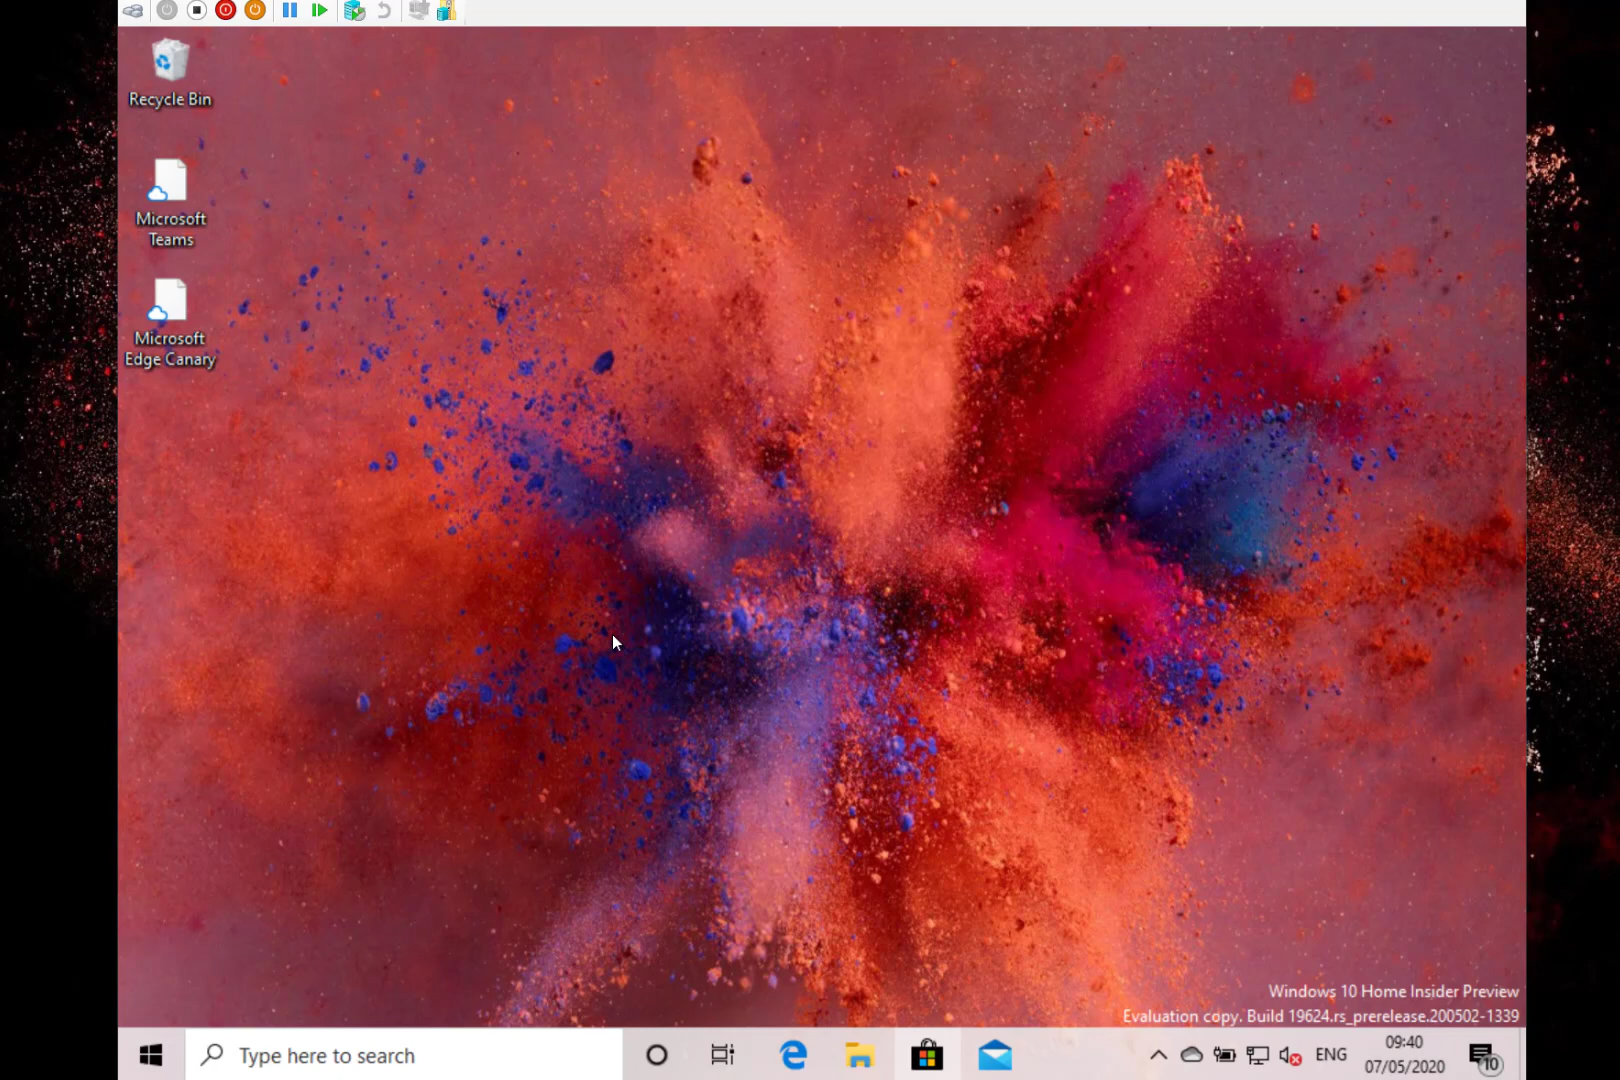 Recycle Bin
Microsoft
Teams
Microsoft
Edge Canary
Windows 10 Home Insider Preview
Evaluation copy. Build 19624.rs_prerelease.200502-1339
Type here to search
ENG
09:40
07/05/2020
10